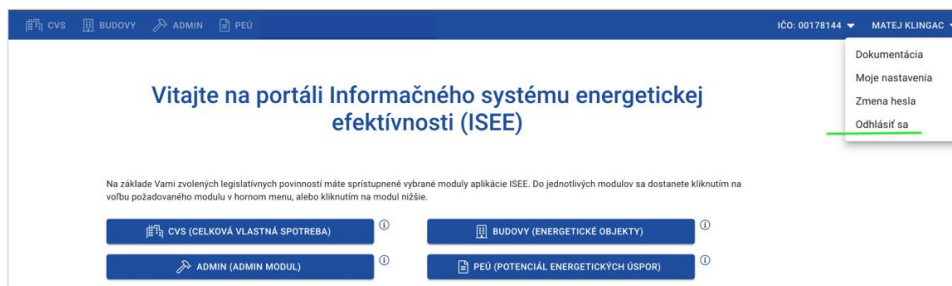 CVS BUDOVY ADMIN PEÚ IČO: 00178144 MATEJ KLINGAC
Dokumentácia
Moje nastavenia
Zmena hesla
Odhlásiť sa
Vitajte na portáli Informačného systému energetickej
efektívnosti (ISEE)
Na základe Vami zvolených legislatívnych povinností máte sprístupnené vybrané moduly aplikácie ISEE. Do jednotlivých modulov sa dostanete kliknutím na
voľbu požadovaného modulu v hornom menu, alebo kliknutím na modul nižšie.
CVS (CELKOVÁ VLASTNÁ SPOTREBA) BUDOVY (ENERGETICKÉ OBJEKTY)
ADMIN (ADMIN MODUL) PEÚ (POTENCIÁL ENERGETICKÝCH ÚSPOR)